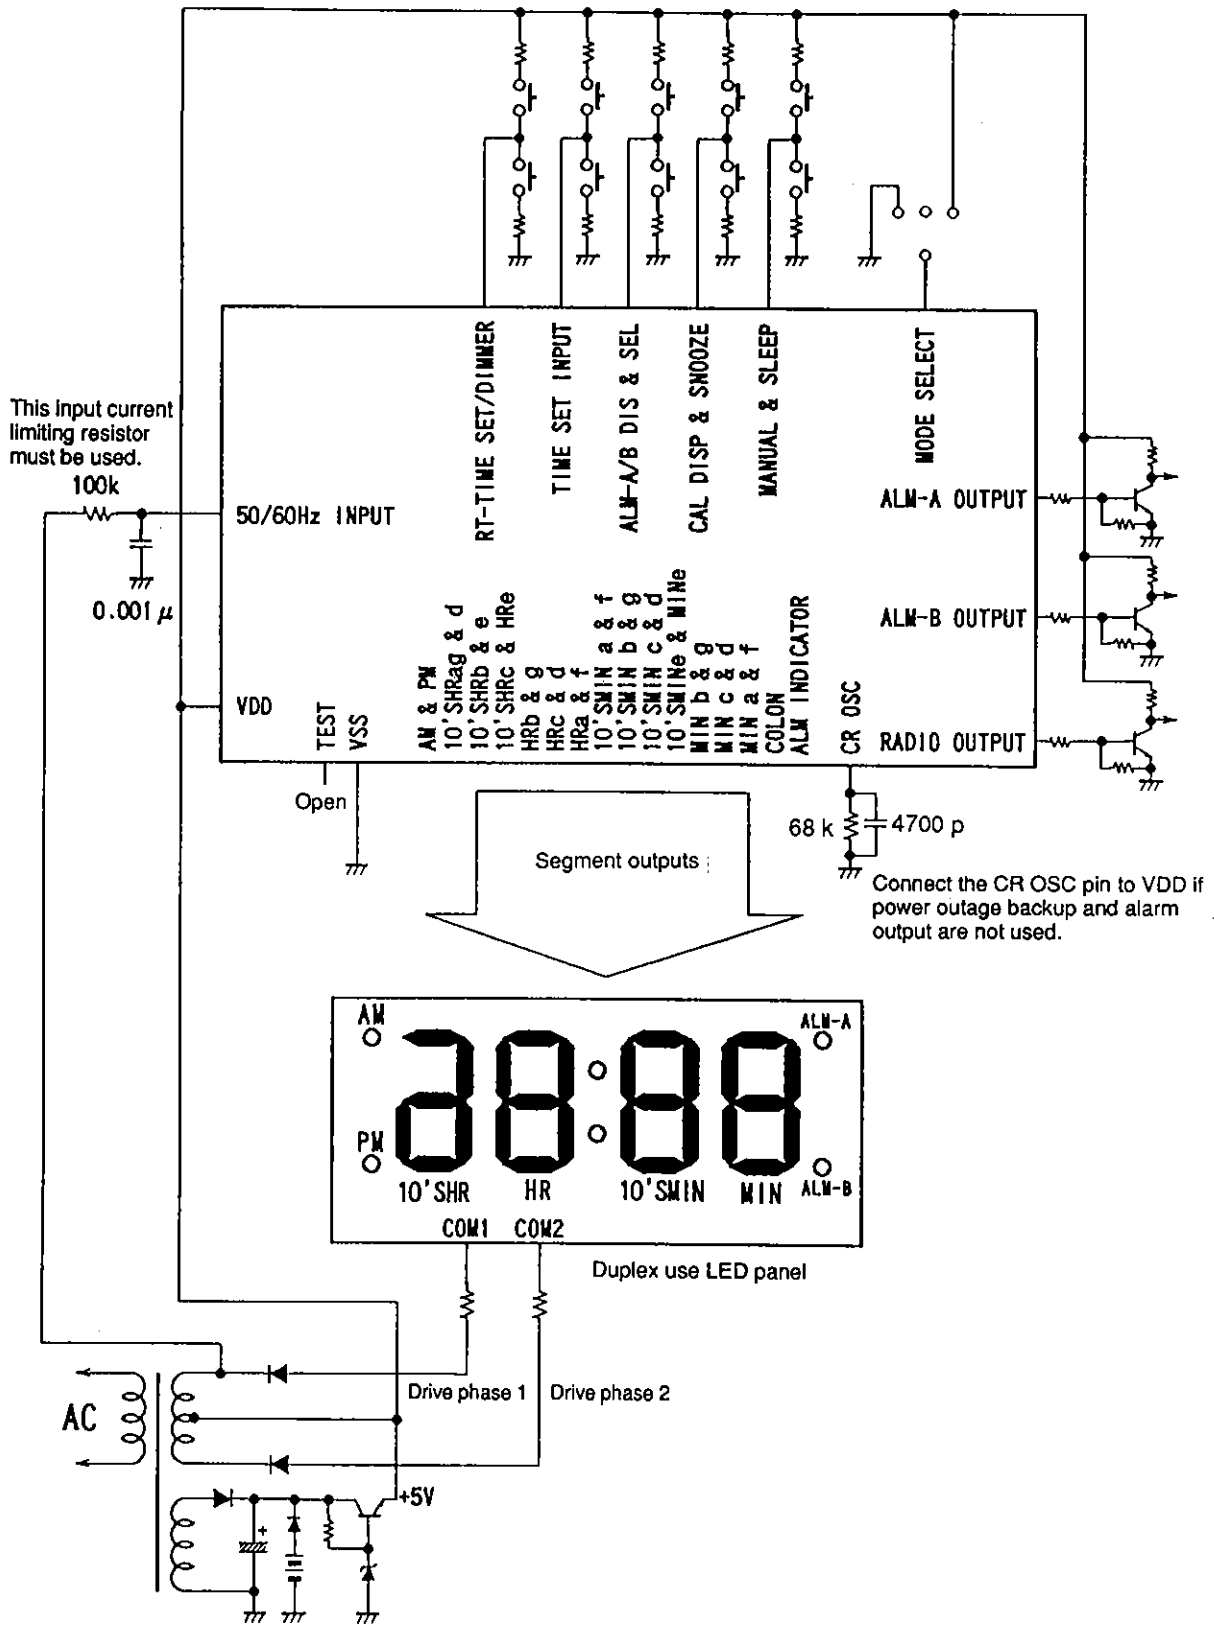 RT-TIME SET/DIMMER
TIME SET INPUT
ALM-A/B DIS & SEL
CAL DISP & SNOOZE
MANUAL & SLEEP
MODE SELECT
This input current
limiting resistor
must be used.
100k
50/60Hz INPUT
0.001 μ
VDD
TEST
VSS
AM & PM
10'SHRag & d
10'SHRb & e
10'SHRc & HRe
HRb & g
HRc & d
HRa & f
10'SMIN a & f
10'SMIN b & g
10'SMIN c & d
10'SMINe & MINe
MIN b & g
MIN c & d
MIN a & f
COLON
ALM INDICATOR
CR OSC
ALM-A OUTPUT
ALM-B OUTPUT
RADIO OUTPUT
Open
68 k
4700 p
Segment outputs
Connect the CR OSC pin to VDD if
power outage backup and alarm
output are not used.
AM
ALM-A
PM
ALM-B
10'SHR
HR
10'SMIN
MIN
COM1
COM2
Duplex use LED panel
Drive phase 1
Drive phase 2
AC
+5V
+